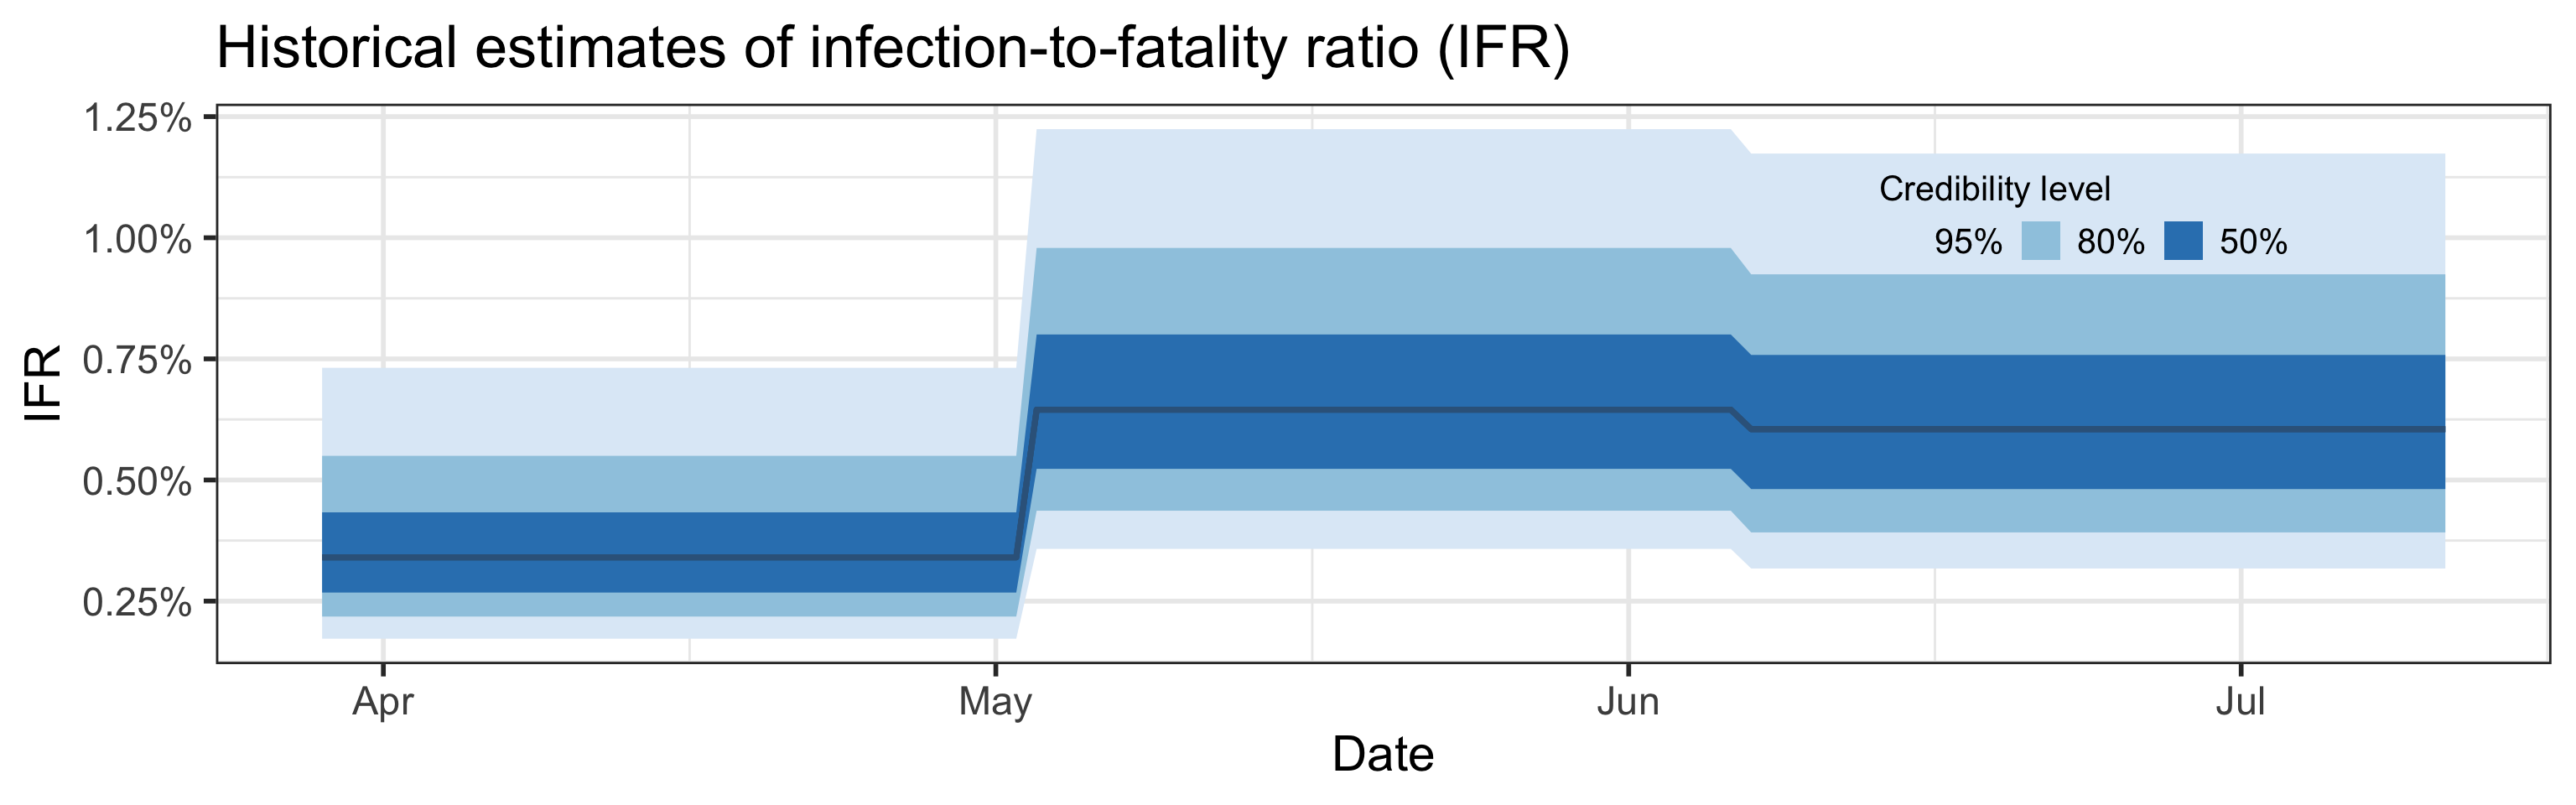 Historical estimates of infection-to-fatality ratio (IFR)
1.25%
1.00%
0.75%
0.50%
0.25%
IFR
Credibility level
95% 80% 50%
Apr May Jun Jul
Date